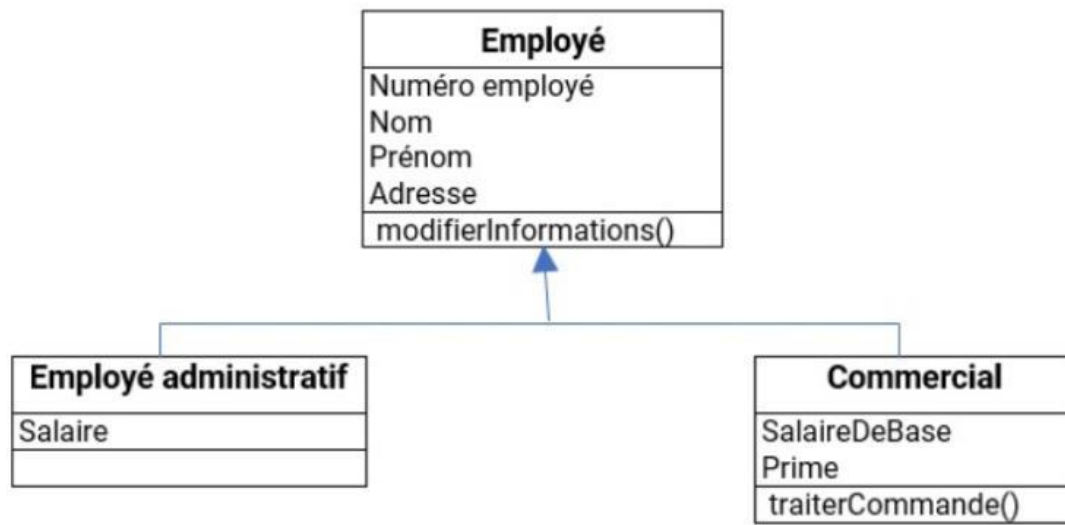 Employé
Numéro employé
Nom
Prénom
Adresse
modifierInformations()
Employé administratif
Salaire
Commercial
SalaireDeBase
Prime
traiterCommande()